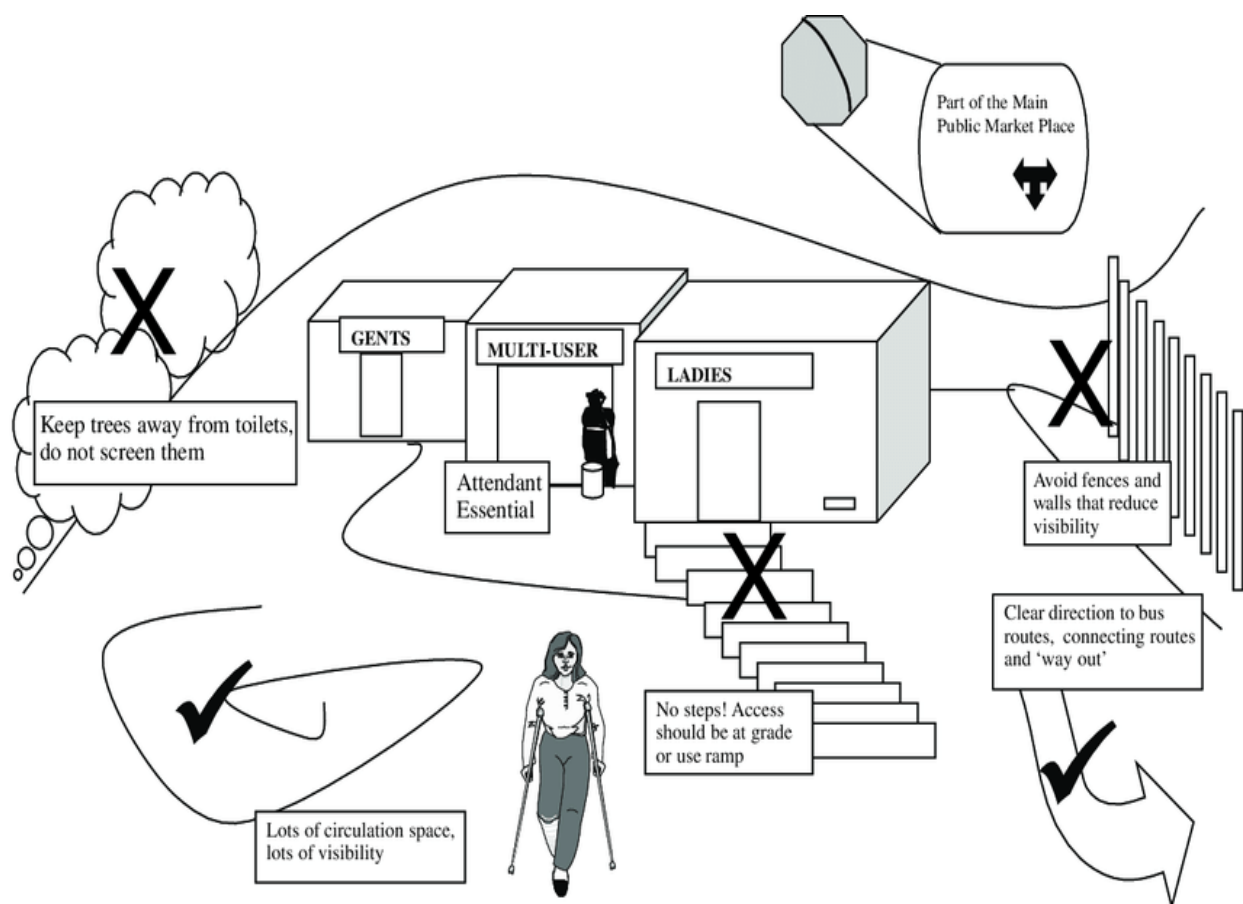 Part of the Main
Public Market Place
GENTS
MULTI-USER
LADIES
Keep trees away from toilets,
do not screen them
Attendant
Essential
Avoid fences and
walls that reduce
visibility
Clear direction to bus
routes, connecting routes
and ‘way out’
No steps! Access
should be at grade
or use ramp
Lots of circulation space,
lots of visibility